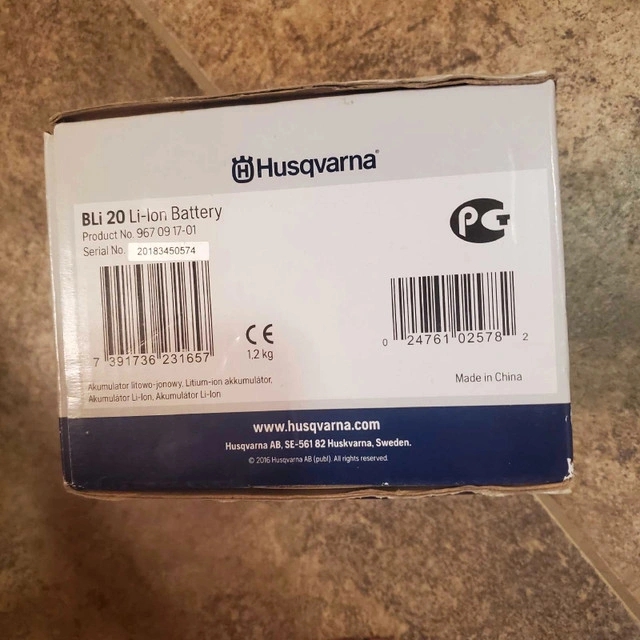 Husqvarna®
BLi 20 Li-Ion Battery
Product No. 967 09 17-01
Serial No. 20183450574
PG
7 391736 231657
CE
1.2 kg
0 24761 02578 2
Akumulator litowo-jonowy. Lítium-ion akkumulátor.
Akumulátor Li-Ion. Akumulátor Li-Ion
Made in China
www.husqvarna.com
Husqvarna AB, SE-561 82 Huskvarna, Sweden.
© 2016 Husqvarna AB (publ). All rights reserved.